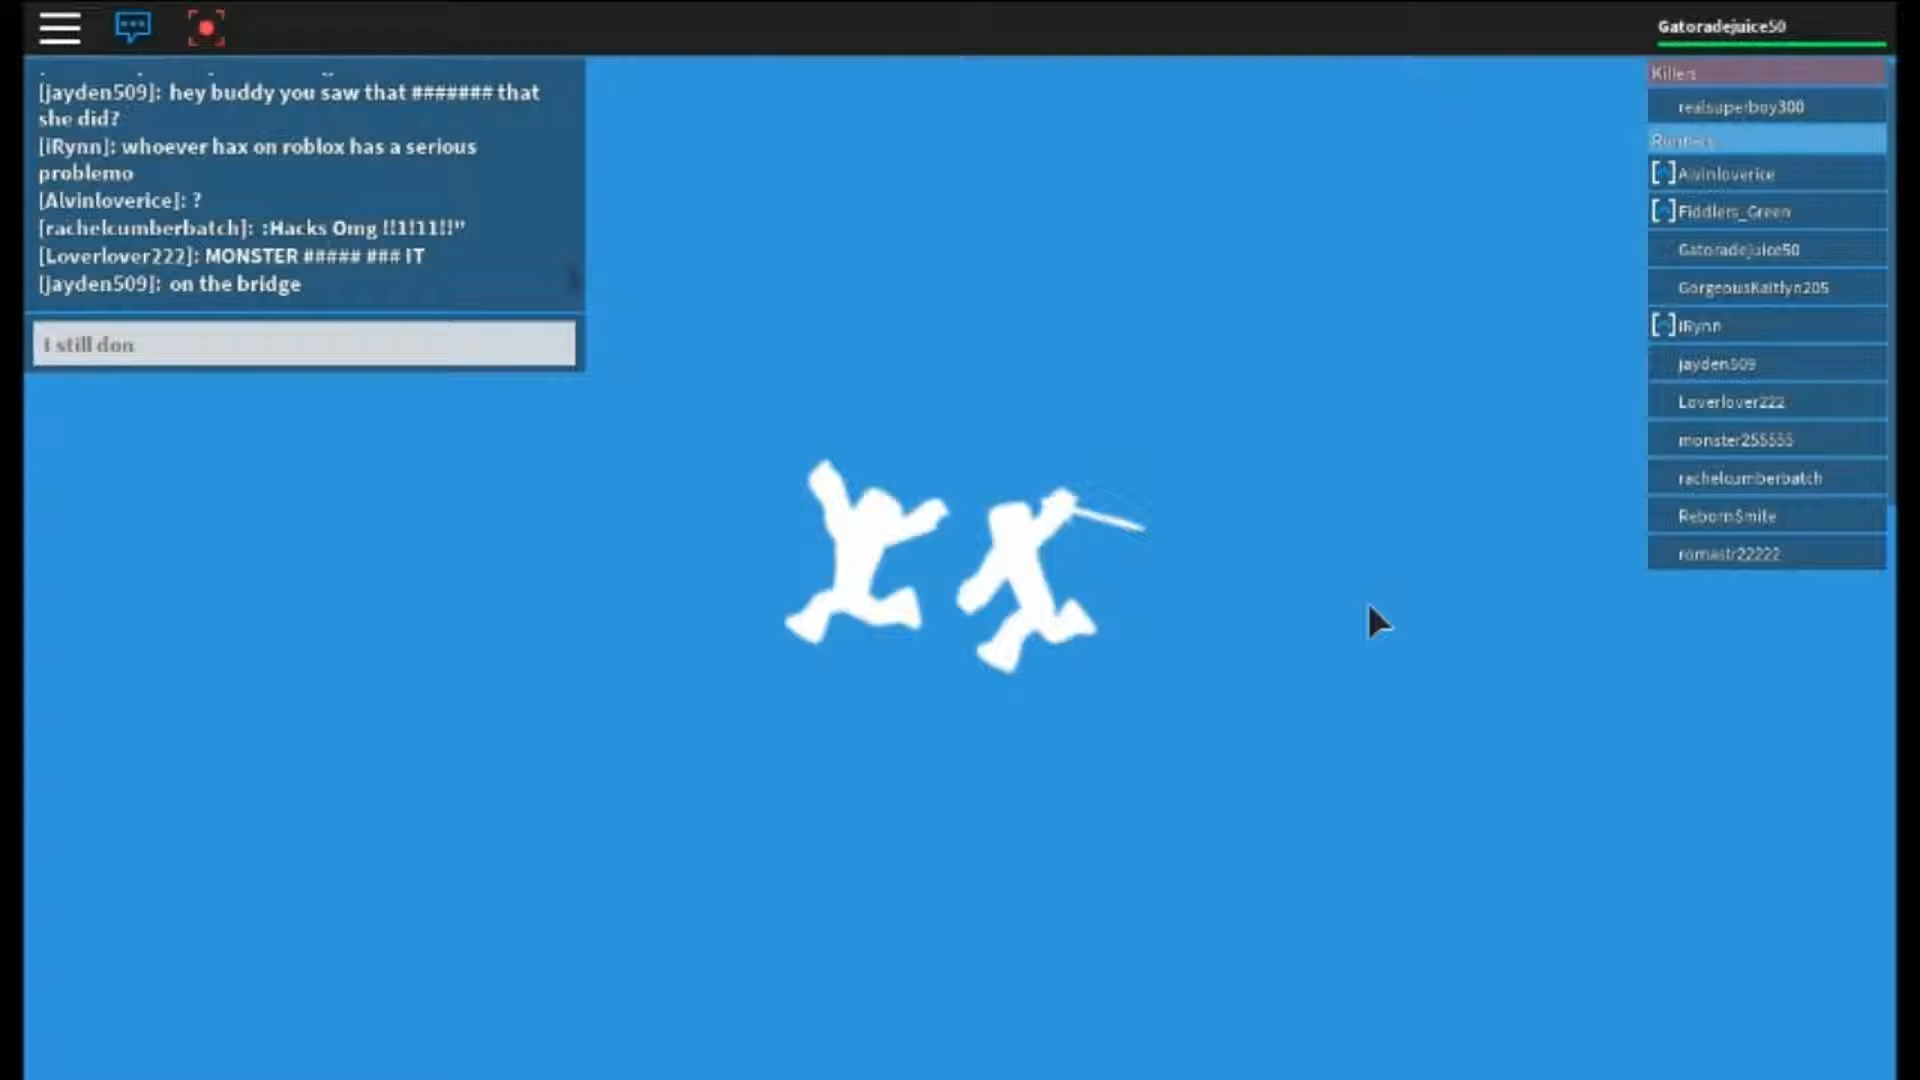 Gatoradejuice50
[jayden509]: hey buddy you saw that ####### that
she did?
[iRynn]: whoever hax on roblox has a serious
problemo
[Alvinloverice]: ?
[rachelcumberbatch]: :Hacks Omg !!1!11!!”
[Loverlover222]: MONSTER ##### ### IT
[jayden509]: on the bridge
I still don
Killers
realsuperboy300
Runners
Alvinloverice
Fiddlers_Green
Gatoradejuice50
GorgeousKaitlyn205
iRynn
jayden509
Loverlover222
monster255555
rachelcumberbatch
RebornSmile
romastr22222